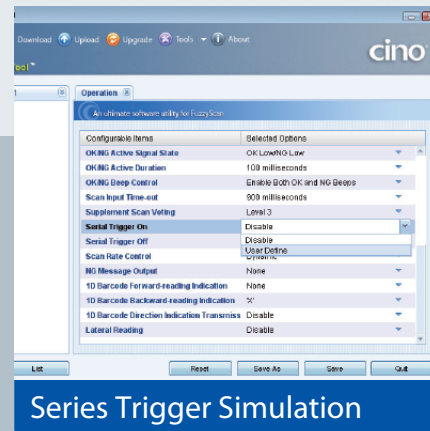 Download Upload Upgrade Tools About
cino
ool™
Operation
An ultimate software utility for FuzzyScan
Configurable Items Selected Options
OK/NG Active Signal State OK Low/NG Low
OK/NG Active Duration 100 milliseconds
OK/NG Beep Control Enable Both OK and NG Beeps
Scan Input Time-out 900 milliseconds
Supplement Scan Voting Level 3
Serial Trigger On Disable
Serial Trigger Off Disable
User Define
Scan Rate Control Dynamic
NG Message Output None
1D Barcode Forward-reading Indication None
1D Barcode Backward-reading Indication 'X'
1D Barcode Direction Indication Transmiss Disable
Lateral Reading Disable
List Reset Save As Save Quit
Series Trigger Simulation